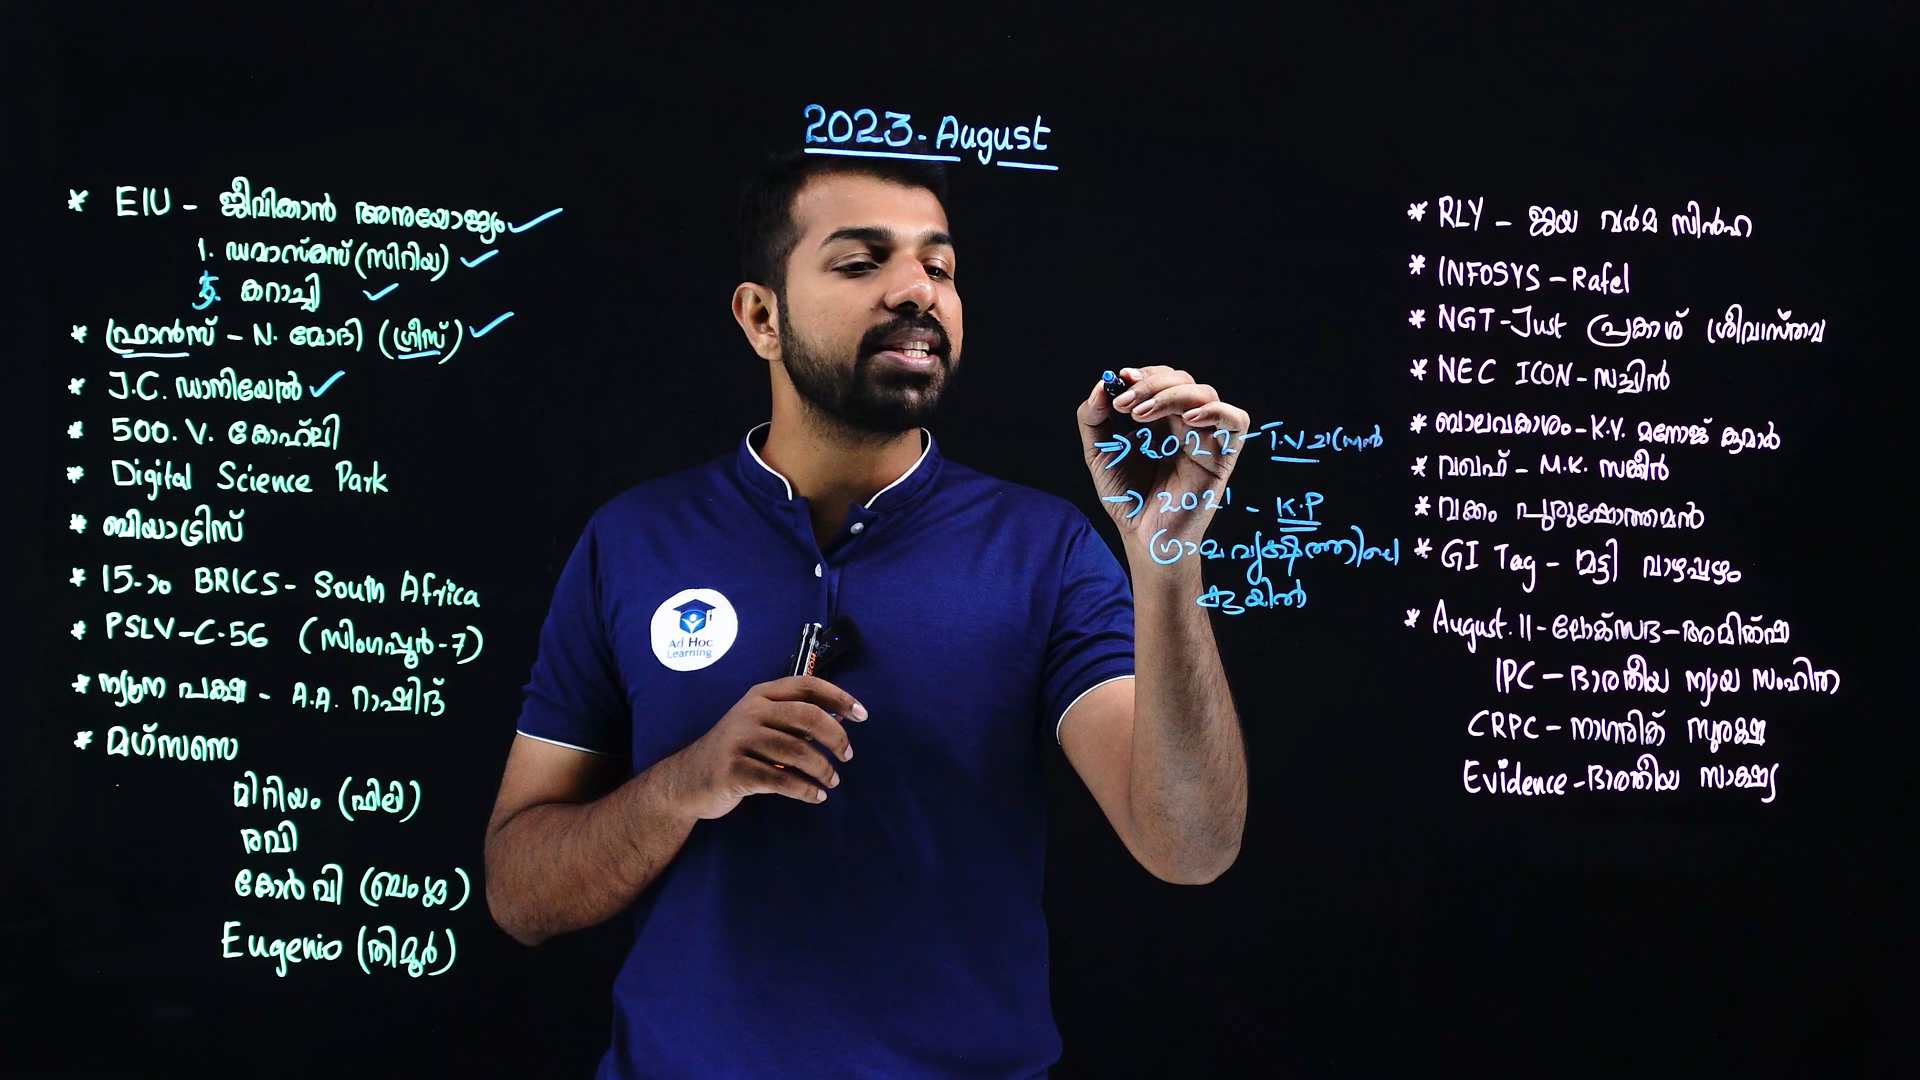 2023 - August
* EIU - ജീവിക്കാൻ അനുയോജ്യം
1. ഡമാസ്കസ് (സിറിയ)
5. കറാച്ചി
* ഫ്രാൻസ് - N. മോദി (ഗ്രീസ്)
* J.C. ഡാനിയേൽ
* 500. V. കോഹ്ലി
* Digital Science Park
* ബിയാട്രിസ്
* 15-ാം BRICS - South Africa
* PSLV-C-56 (സിംഗപ്പൂർ-7)
* ന്യൂന പക്ഷ - A.A. റാഷിദ്
* മഗ്സസെ
മിറിയം (ഫിലി)
രവി
കോർവി (ബംഗ്ല)
Eugenio (തിമൂർ)
→ 2022 - T.V ചന്ദ്രൻ
→ 2021 - K.P
Ad Hoc
Learning
* RLY - ജയ വർമ സിൻഹ
* INFOSYS - Rafel
* NGT - Just പ്രകാശ് ശ്രീവാസ്തവ
* NEC ICON - സച്ചിൻ
* ബാലവകാശം - K.V. മനോജ് കുമാർ
* വഖഫ് - M.K. സക്കീർ
* വക്കം പുരുഷോത്തമൻ
* GI Tag - മട്ടി വാഴപ്പഴം
* August. 11 - ലോക്സഭ - അമിത്ഷ
IPC - ഭാരതീയ ന്യായ സംഹിത
CRPC - നാഗരിക് സുരക്ഷ
Evidence - ഭാരതീയ സാക്ഷ്യ